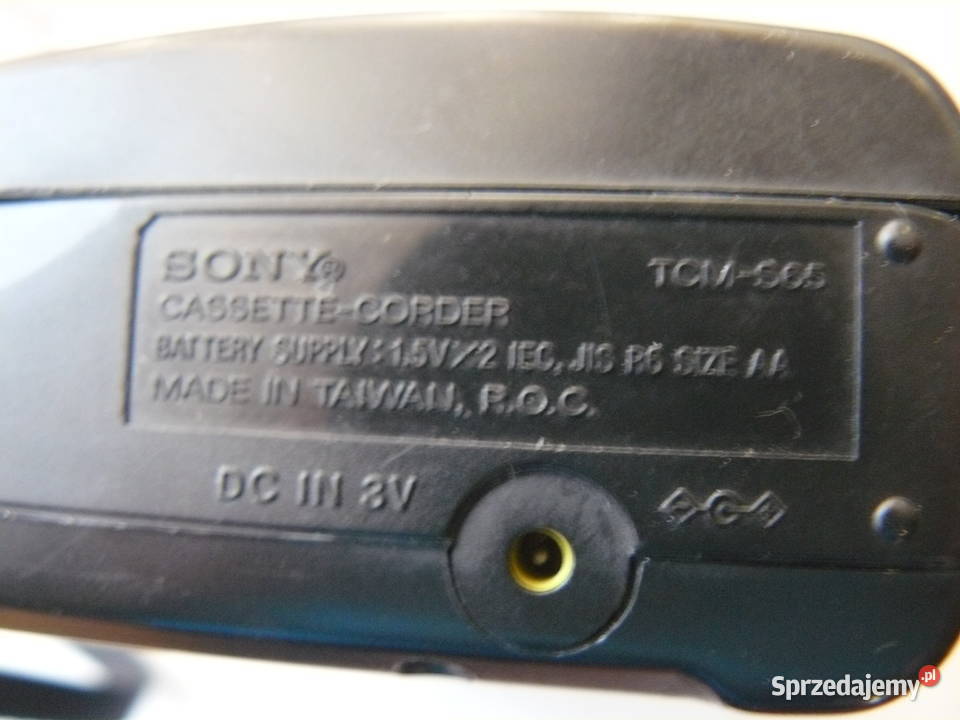 SONY® TCM-S65
CASSETTE-CORDER
BATTERY SUPPLY: 1.5V×2 IEC, JIS R6 SIZE AA
MADE IN TAIWAN, R.O.C.
DC IN 3V
Sprzedajemy.pl